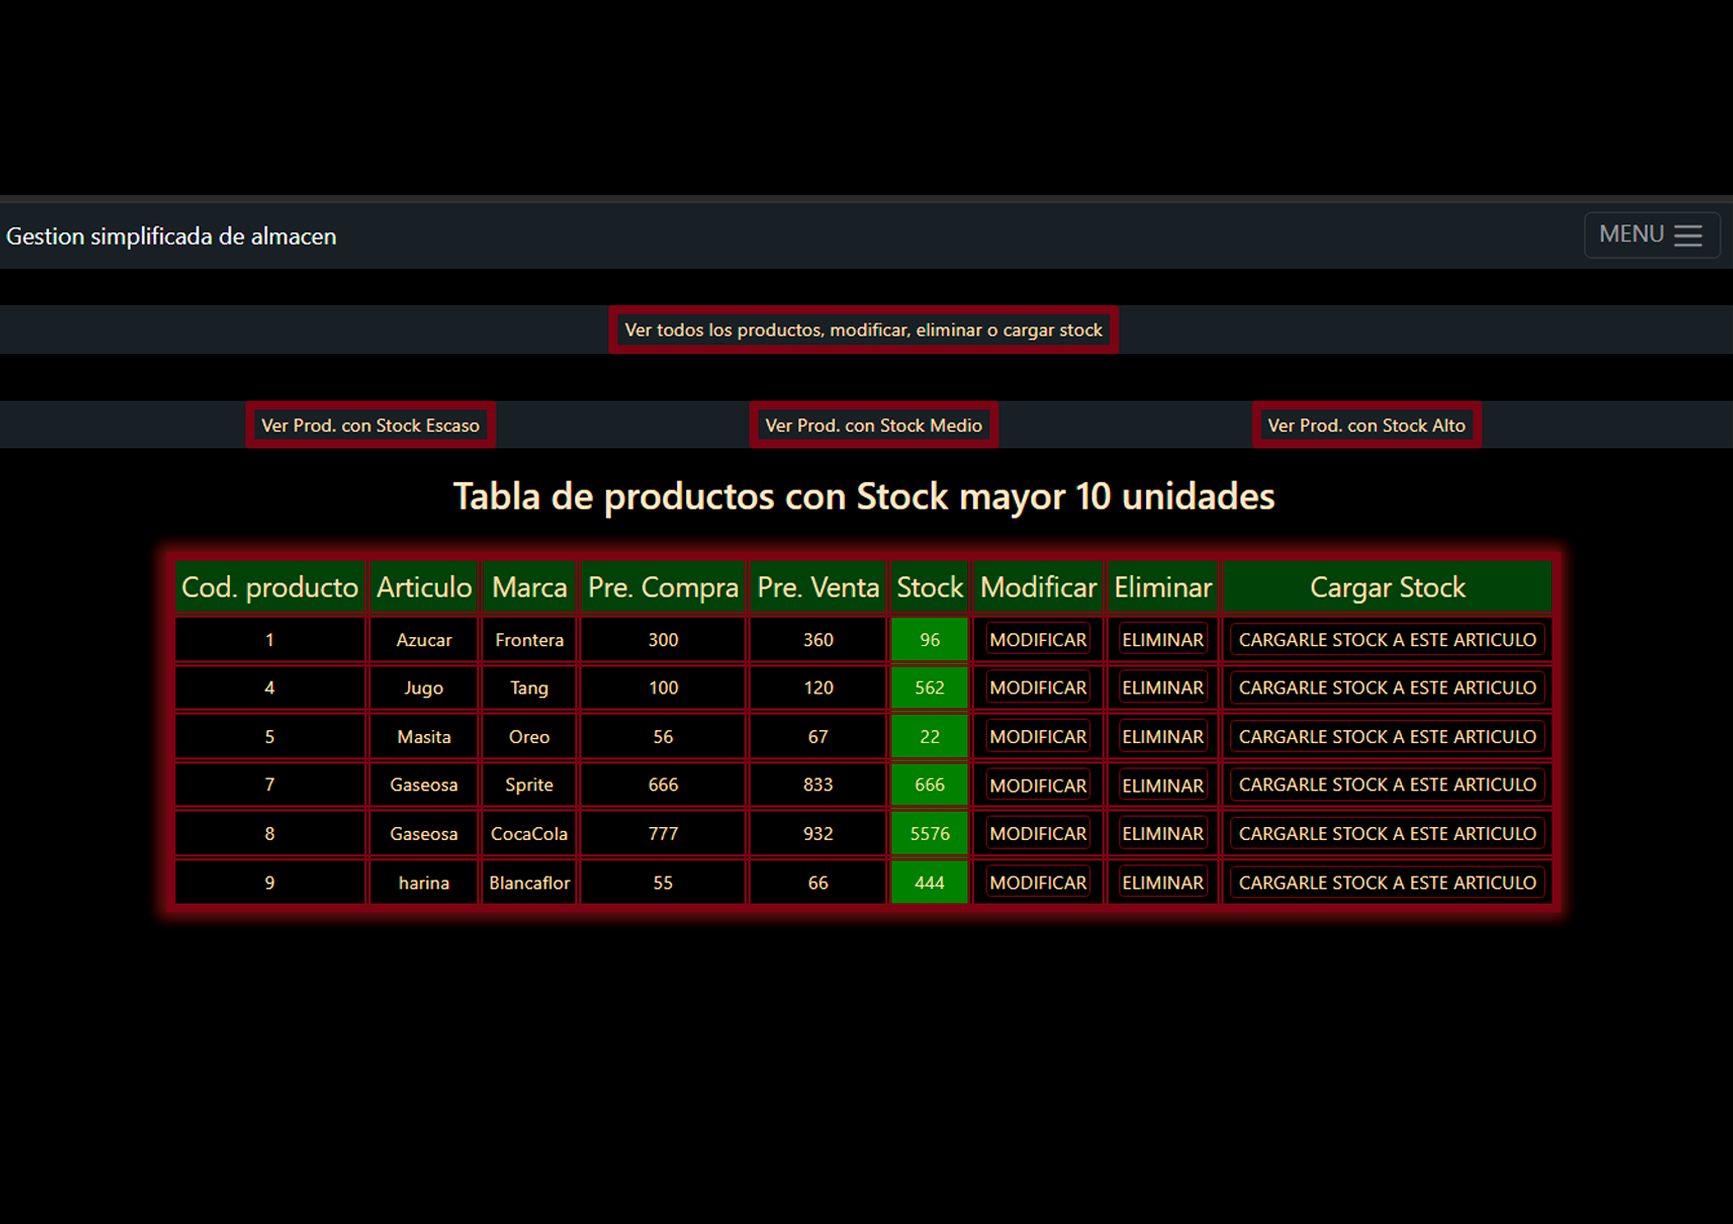 Gestion simplificada de almacen MENU
Ver todos los productos, modificar, eliminar o cargar stock
Ver Prod. con Stock Escaso Ver Prod. con Stock Medio Ver Prod. con Stock Alto
Tabla de productos con Stock mayor 10 unidades
Cod. producto Articulo Marca Pre. Compra Pre. Venta Stock Modificar Eliminar Cargar Stock
1 Azucar Frontera 300 360 96 MODIFICAR ELIMINAR CARGARLE STOCK A ESTE ARTICULO
4 Jugo Tang 100 120 562 MODIFICAR ELIMINAR CARGARLE STOCK A ESTE ARTICULO
5 Masita Oreo 56 67 22 MODIFICAR ELIMINAR CARGARLE STOCK A ESTE ARTICULO
7 Gaseosa Sprite 666 833 666 MODIFICAR ELIMINAR CARGARLE STOCK A ESTE ARTICULO
8 Gaseosa CocaCola 777 932 5576 MODIFICAR ELIMINAR CARGARLE STOCK A ESTE ARTICULO
9 harina Blancaflor 55 66 444 MODIFICAR ELIMINAR CARGARLE STOCK A ESTE ARTICULO